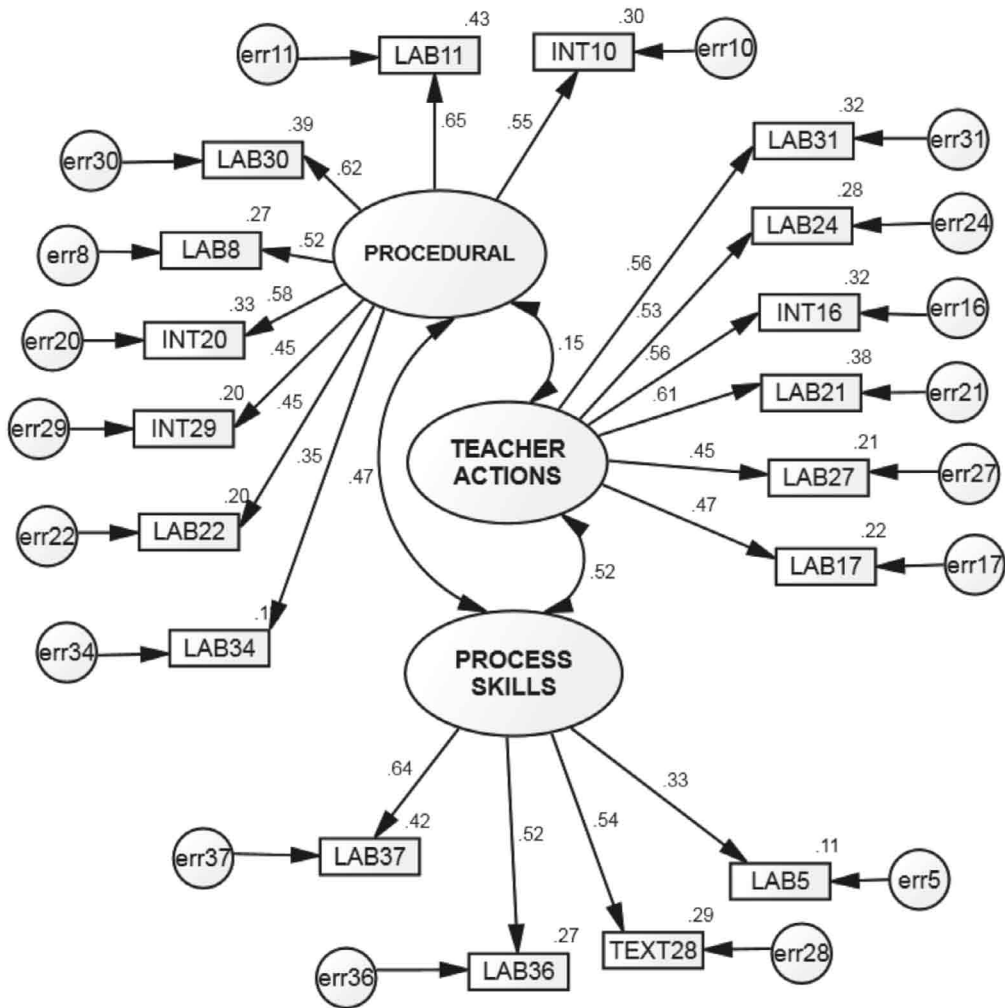 .43
.30
err11
LAB11
INT10
err10
.65
.55
.32
LAB31
err31
.39
err30
LAB30
.62
.28
LAB24
err24
.27
err8
LAB8
.52
PROCEDURAL
.56
.32
INT16
err16
.33
.58
err20
INT20
.53
.15
.45
.56
.38
LAB21
err21
.61
.20
.45
err29
INT29
TEACHER
ACTIONS
.45
.21
LAB27
err27
.35
.47
.47
.20
err22
LAB22
.22
LAB17
err17
.52
.1
err34
LAB34
PROCESS
SKILLS
.64
.33
.42
.52
.54
err37
LAB37
.11
LAB5
err5
.27
.29
TEXT28
err28
err36
LAB36